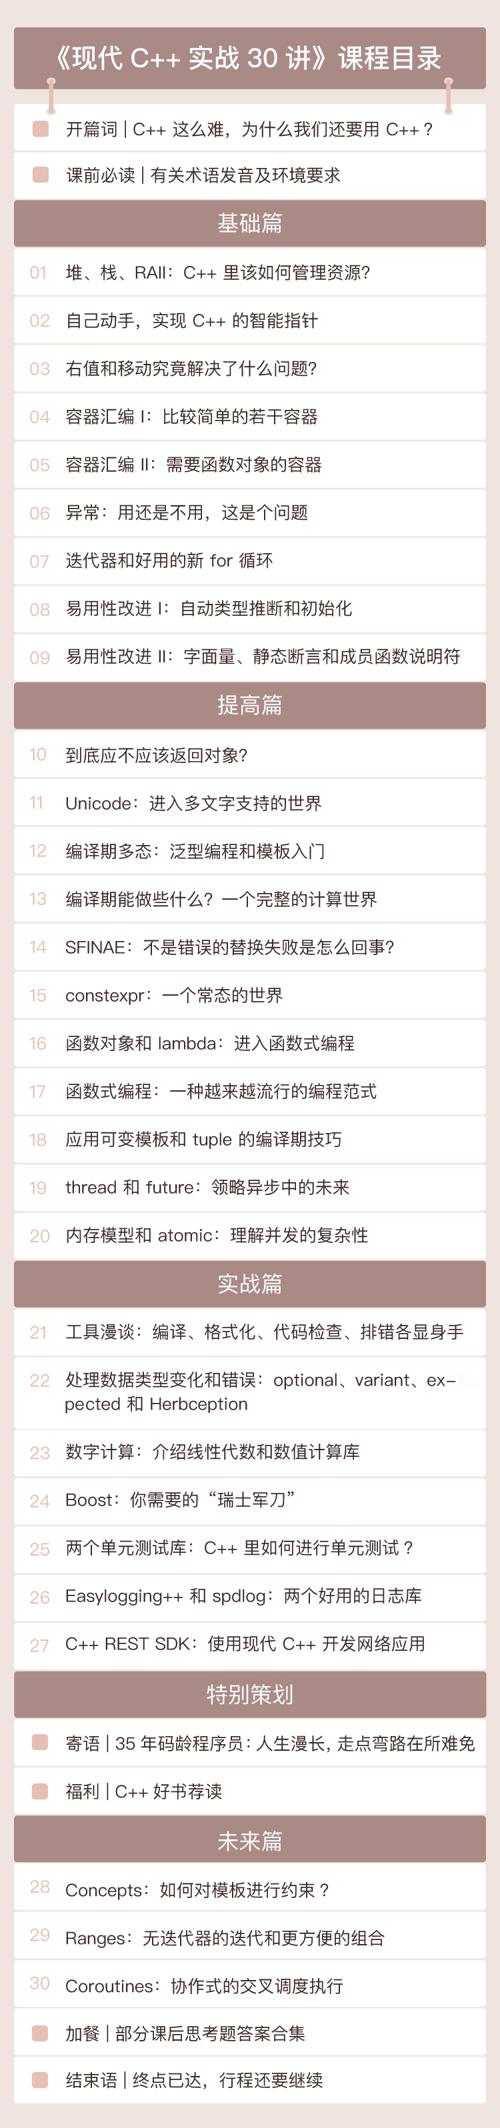 《现代 C++ 实战 30 讲》课程目录
开篇词 | C++ 这么难，为什么我们还要用 C++？
课前必读 | 有关术语发音及环境要求
基础篇
01 堆、栈、RAII：C++ 里该如何管理资源？
02 自己动手，实现 C++ 的智能指针
03 右值和移动究竟解决了什么问题？
04 容器汇编 I：比较简单的若干容器
05 容器汇编 II：需要函数对象的容器
06 异常：用还是不用，这是个问题
07 迭代器和好用的新 for 循环
08 易用性改进 I：自动类型推断和初始化
09 易用性改进 II：字面量、静态断言和成员函数说明符
提高篇
10 到底应不应该返回对象？
11 Unicode：进入多文字支持的世界
12 编译期多态：泛型编程和模板入门
13 编译期能做些什么？一个完整的计算世界
14 SFINAE：不是错误的替换失败是怎么回事？
15 constexpr：一个常态的世界
16 函数对象和 lambda：进入函数式编程
17 函数式编程：一种越来越流行的编程范式
18 应用可变模板和 tuple 的编译期技巧
19 thread 和 future：领略异步中的未来
20 内存模型和 atomic：理解并发的复杂性
实战篇
21 工具漫谈：编译、格式化、代码检查、排错各显身手
22 处理数据类型变化和错误：optional、variant、ex-
pected 和 Herbception
23 数字计算：介绍线性代数和数值计算库
24 Boost：你需要的“瑞士军刀”
25 两个单元测试库：C++ 里如何进行单元测试？
26 Easylogging++ 和 spdlog：两个好用的日志库
27 C++ REST SDK：使用现代 C++ 开发网络应用
特别策划
寄语 | 35 年码龄程序员：人生漫长，走点弯路在所难免
福利 | C++ 好书荐读
未来篇
28 Concepts：如何对模板进行约束？
29 Ranges：无迭代器的迭代和更方便的组合
30 Coroutines：协作式的交叉调度执行
加餐 | 部分课后思考题答案合集
结束语 | 终点已达，行程还要继续